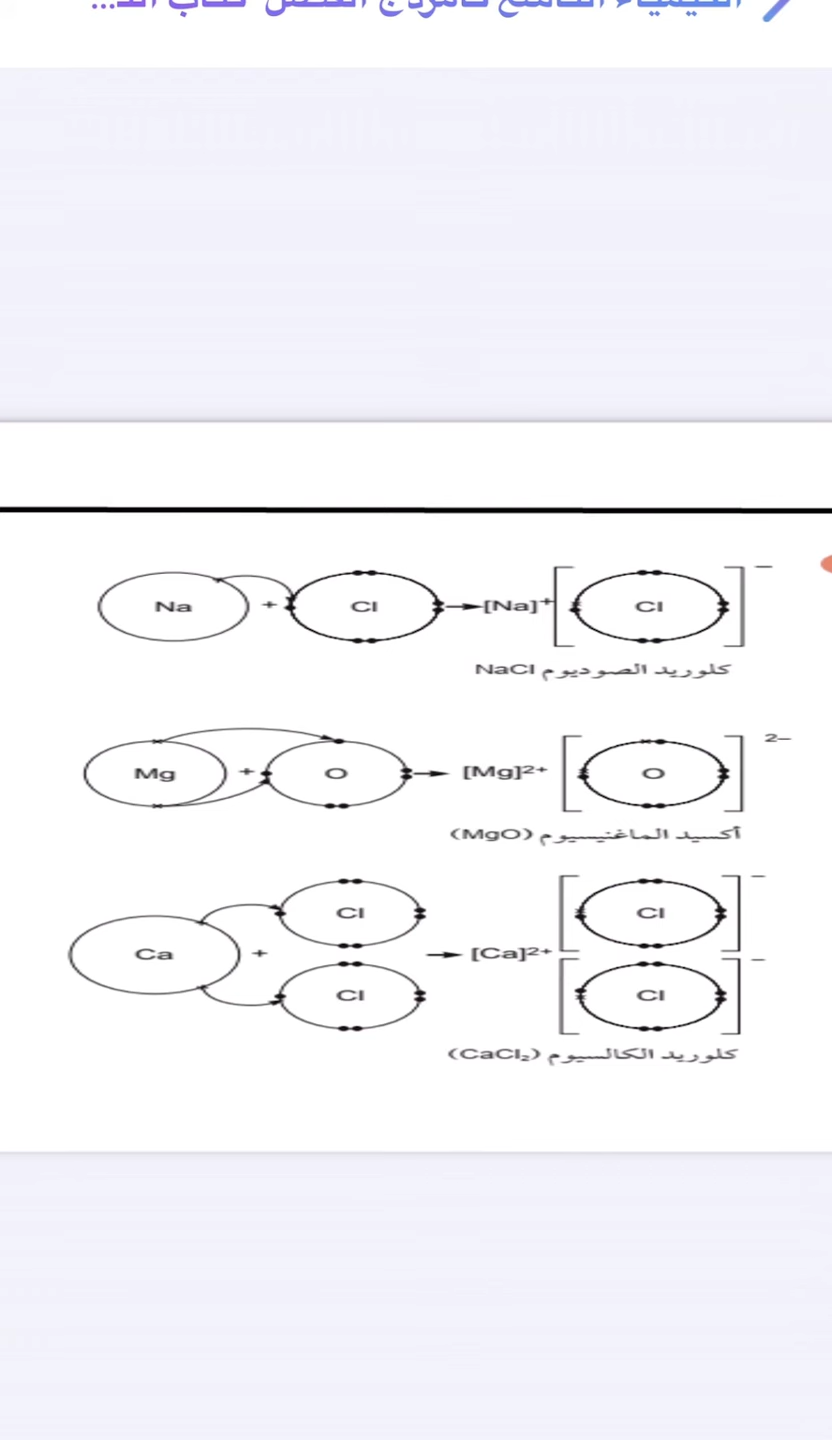 Na + Cl → [Na]⁺ [Cl]⁻
كلوريد الصوديوم NaCl
Mg + O → [Mg]²⁺ [O]²⁻
أكسيد الماغنيسيوم (MgO)
Cl Cl
Ca + → [Ca]²⁺
Cl Cl
كلوريد الكالسيوم (CaCl₂)